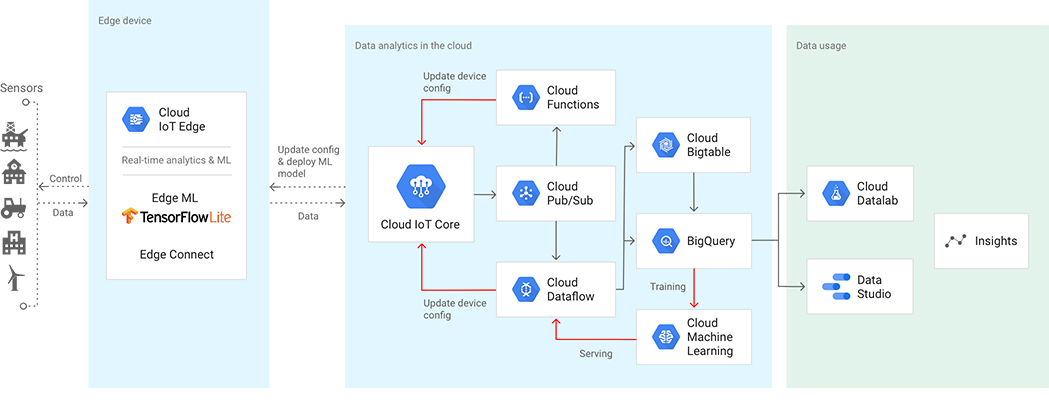 Edge device
Data analytics in the cloud
Data usage
Sensors
Cloud
IoT Edge
Real-time analytics & ML
Edge ML
TensorFlowLite
Edge Connect
Control
Data
Update config
& deploy ML
model
Data
Update device
config
Cloud
Functions
Cloud IoT Core
Cloud
Pub/Sub
Cloud
Dataflow
Update device
config
Cloud
Bigtable
BigQuery
Training
Cloud
Machine
Learning
Serving
Cloud
Datalab
Data
Studio
Insights